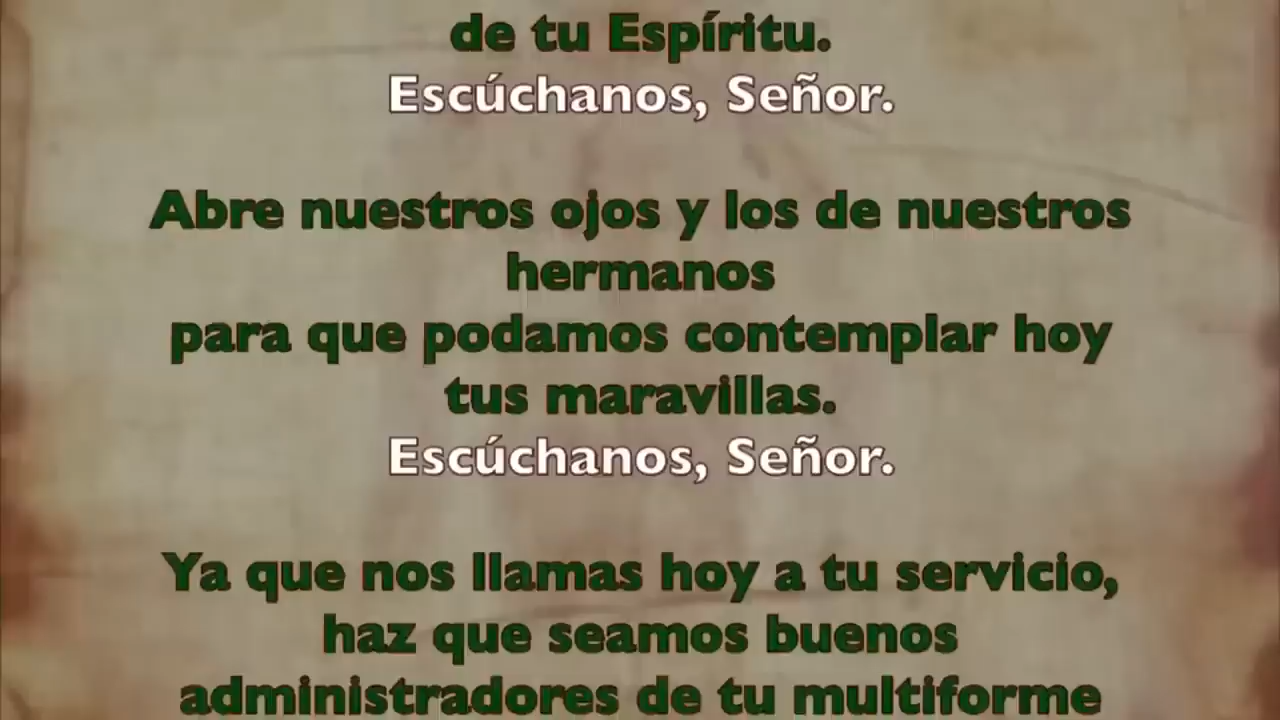 de tu Espíritu.
Escúchanos, Señor.
Abre nuestros ojos y los de nuestros
hermanos
para que podamos contemplar hoy
tus maravillas.
Escúchanos, Señor.
Ya que nos llamas hoy a tu servicio,
haz que seamos buenos
administradores de tu multiforme